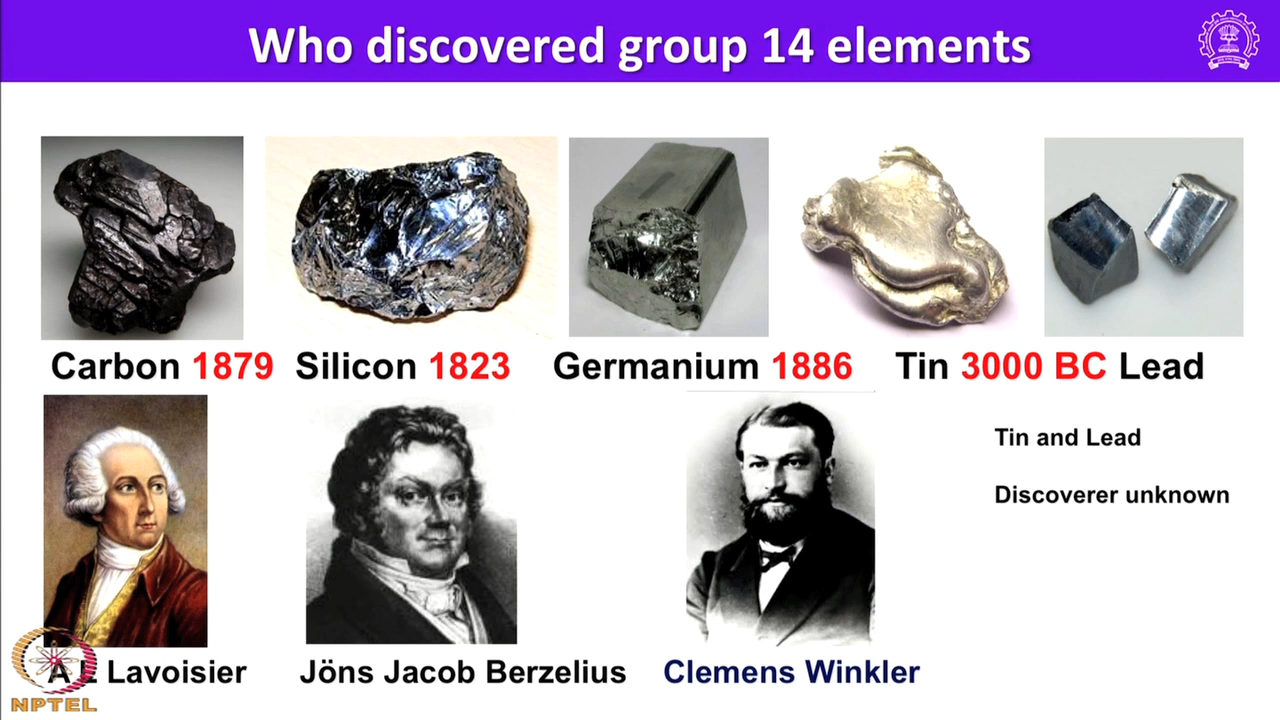 Who discovered group 14 elements
Carbon 1879 Silicon 1823 Germanium 1886 Tin 3000 BC Lead
Tin and Lead
Discoverer unknown
Lavoisier Jöns Jacob Berzelius Clemens Winkler
NPTEL